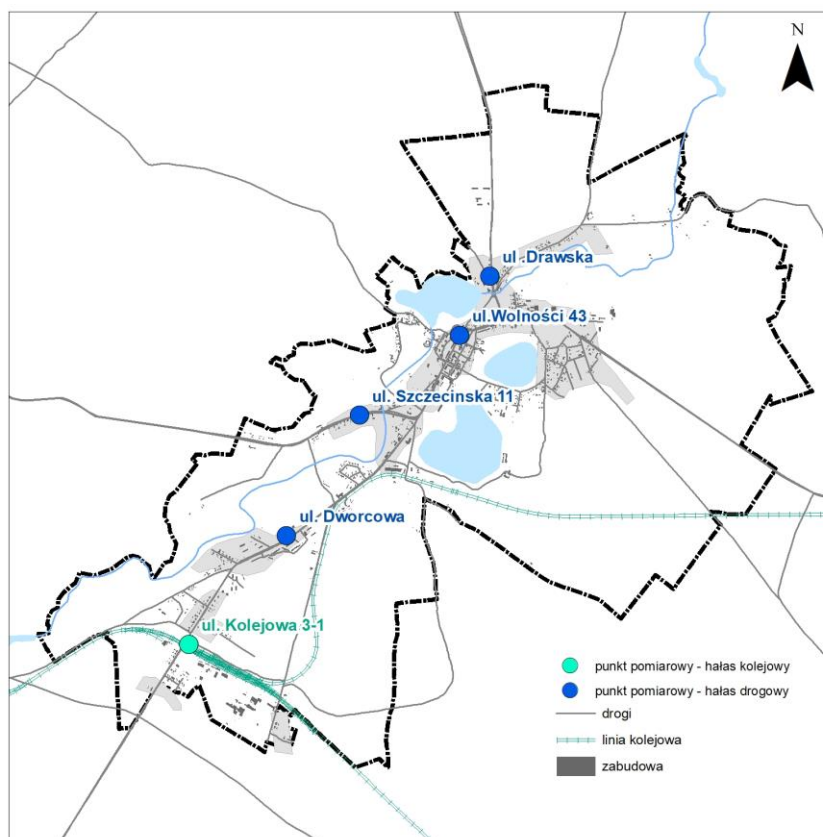 N
ul .Drawska
ul.Wolności 43
ul. Szczecinska 11
ul. Dworcowa
ul. Kolejowa 3-1
punkt pomiarowy - hałas kolejowy
punkt pomiarowy - hałas drogowy
drogi
linia kolejowa
zabudowa